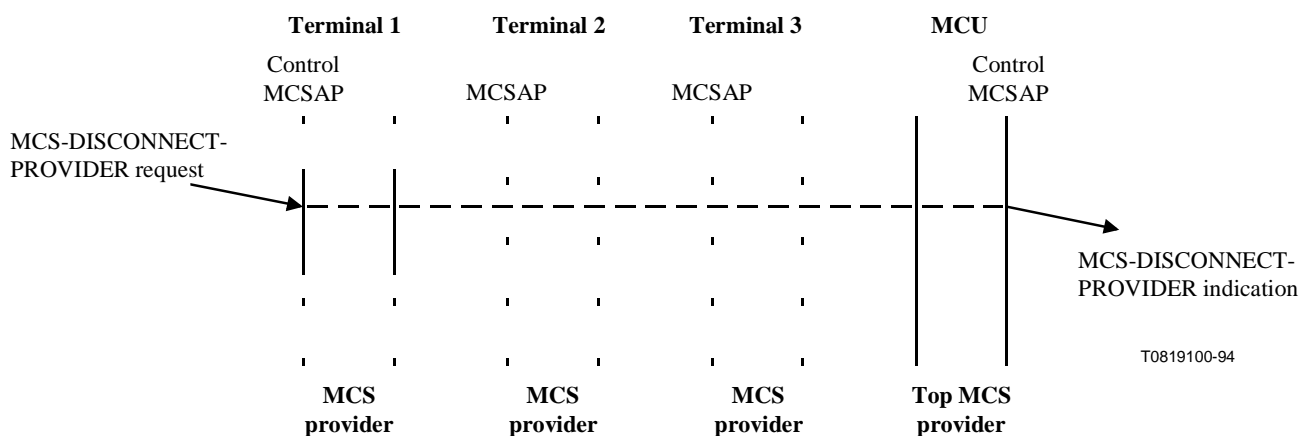 Terminal 1 Terminal 2 Terminal 3 MCU
Control
MCSAP
MCSAP
MCSAP
Control
MCSAP
MCS-DISCONNECT-
PROVIDER request
MCS-DISCONNECT-
PROVIDER indication
T0819100-94
MCS
provider
MCS
provider
MCS
provider
Top MCS
provider